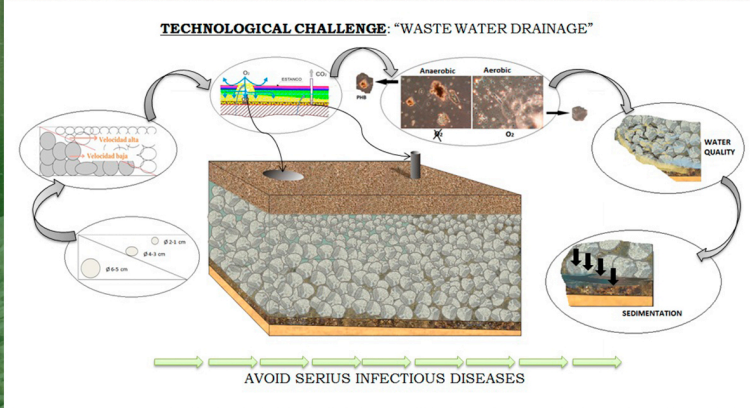 TECHNOLOGICAL CHALLENGE: “WASTE WATER DRAINAGE”
O₂
ESTANCO
CO₂
PHB
Anaerobic
Aerobic
O₂
O₂
Velocidad alta
Velocidad baja
WATER
QUALITY
Ø 2-1 cm
Ø 4-3 cm
Ø 6-5 cm
SEDIMENTATION
AVOID SERIUS INFECTIOUS DISEASES